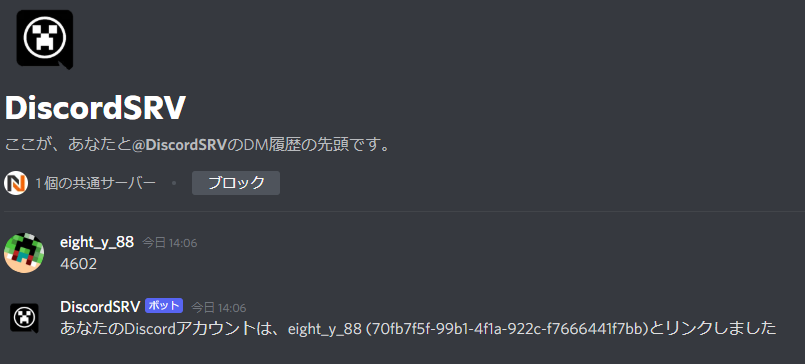 DiscordSRV
ここが、あなたと@DiscordSRVのDM履歴の先頭です。
1個の共通サーバー • ブロック
eight_y_88 今日 14:06
4602
DiscordSRV ボット 今日 14:06
あなたのDiscordアカウントは、eight_y_88 (70fb7f5f-99b1-4f1a-922c-f7666441f7bb)とリンクしました